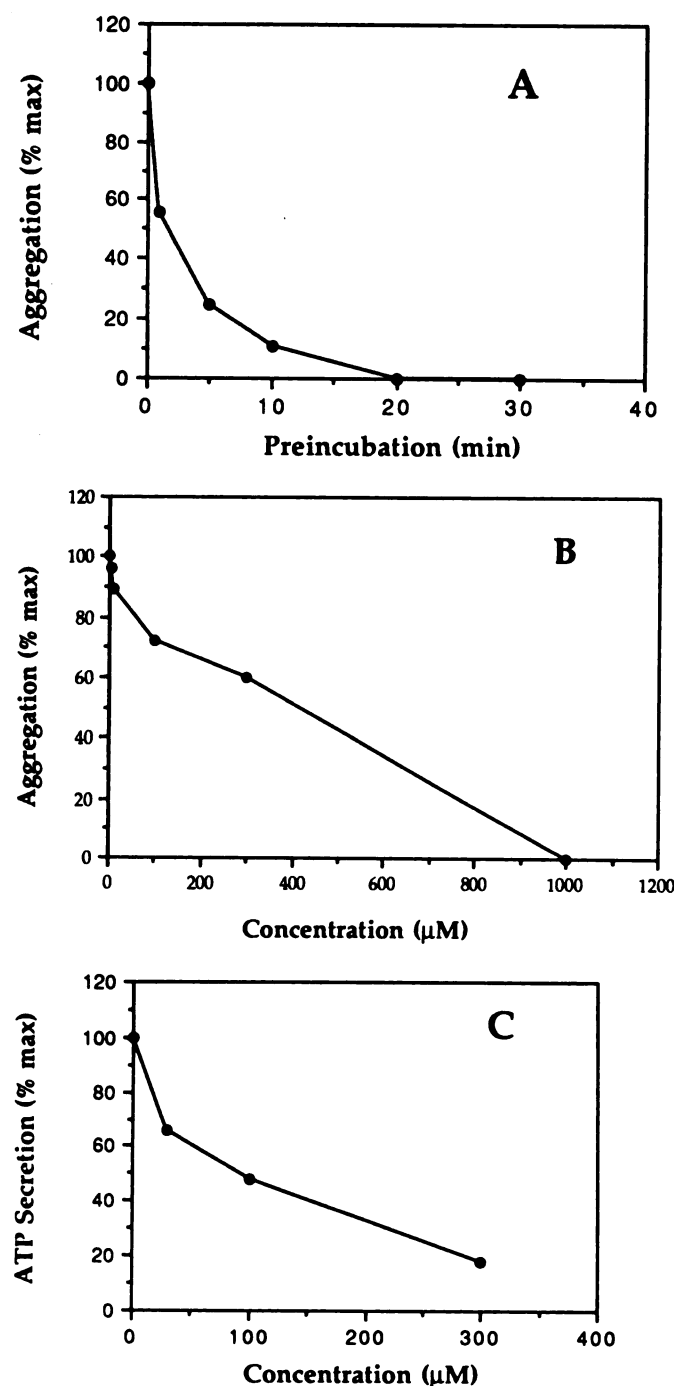 A
Aggregation (% max)
120
100
80
60
40
20
0
0 10 20 30 40
Preincubation (min)
B
Aggregation (% max)
120
100
80
60
40
20
0
0 200 400 600 800 1000 1200
Concentration (μM)
C
ATP Secretion (% max)
120
100
80
60
40
20
0
0 100 200 300 400
Concentration (μM)